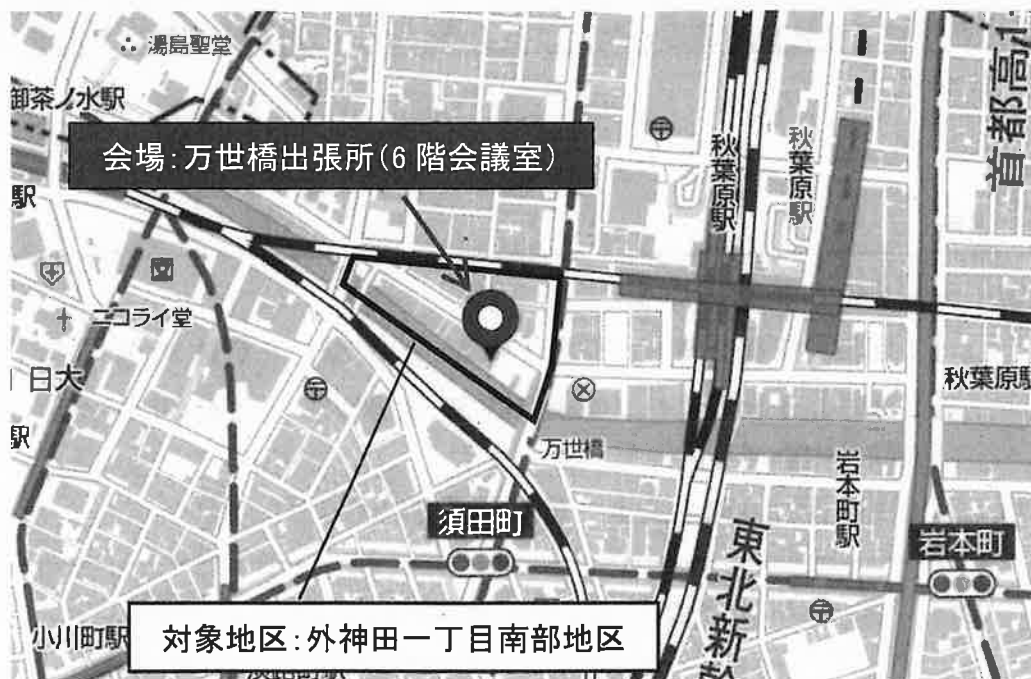 湯島聖堂
御茶ノ水駅
会場：万世橋出張所（6 階会議室）
駅
秋葉原駅
秋葉原駅
首都高1
ニコライ堂
日大
駅
秋葉原駅
万世橋
岩本町駅
須田町
岩本町
東北新幹
小川町駅
対象地区：外神田一丁目南部地区